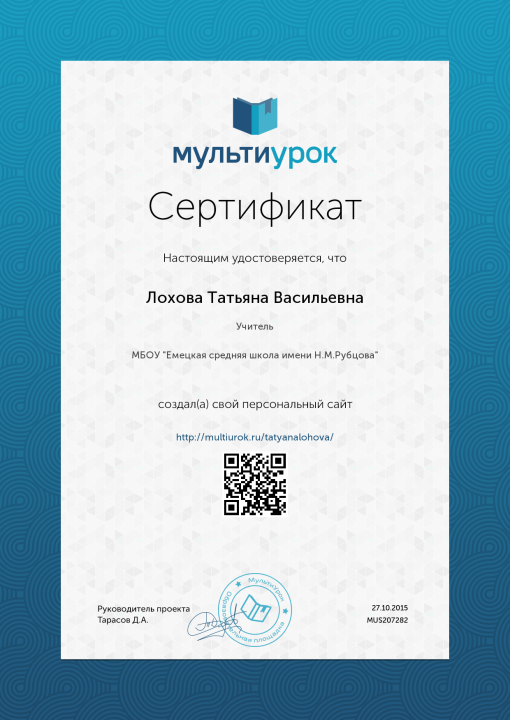 мультиурок
Сертификат
Настоящим удостоверяется, что
Лохова Татьяна Васильевна
Учитель
МБОУ "Емецкая средняя школа имени Н.М.Рубцова"
создал(а) свой персональный сайт
http://multiurok.ru/tatyanalohova/
МультиУрок
Образовательная площадка
Руководитель проекта
Тарасов Д.А.
27.10.2015
MUS207282